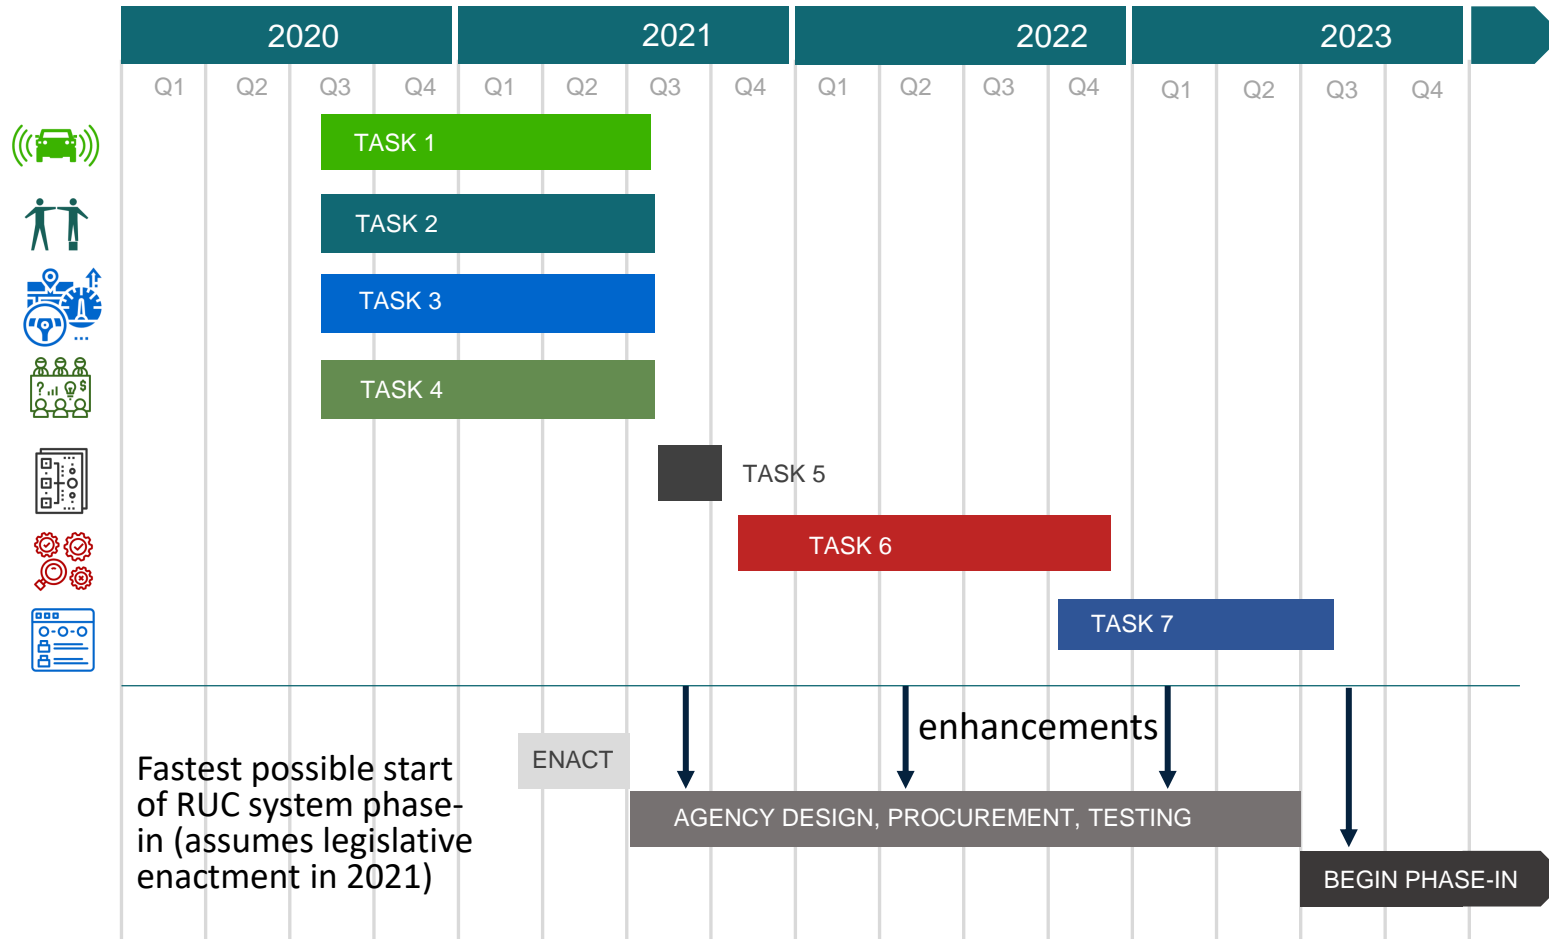 2020 2021 2022 2023
Q1 Q2 Q3 Q4 Q1 Q2 Q3 Q4 Q1 Q2 Q3 Q4 Q1 Q2 Q3 Q4
TASK 1
TASK 2
TASK 3
TASK 4
TASK 5
TASK 6
TASK 7
enhancements
ENACT
Fastest possible start
of RUC system phase-
in (assumes legislative
enactment in 2021)
AGENCY DESIGN, PROCUREMENT, TESTING
BEGIN PHASE-IN